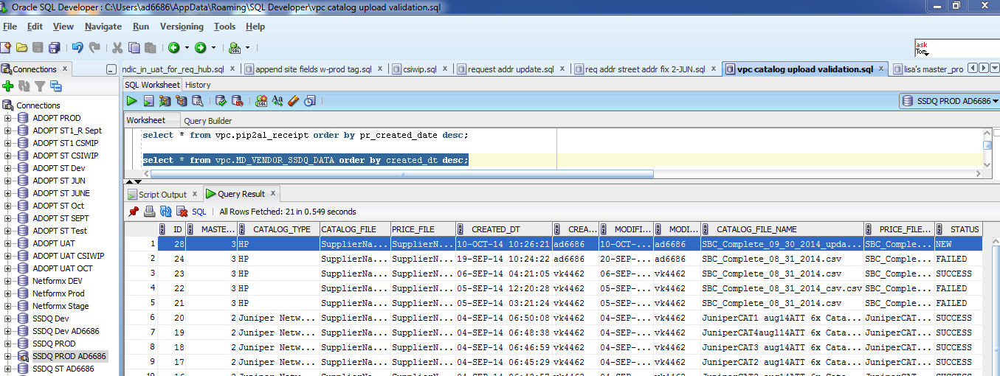 Oracle SQL Developer : C:\Users\ad6686\AppData\Roaming\SQL Developer\vpc catalog upload validation.sql
File Edit View Navigate Run Versioning Tools Help
ask
Tom
Connections
ndic_in_uat_for_req_hub.sql append site fields w-prod tag.sql csiwip.sql request addr update.sql req addr street addr fix 2-JUN.sql vpc catalog upload validation.sql lisa's master_pro
SQL Worksheet History
SSDQ PROD AD6686
Worksheet Query Builder
select * from vpc.pip2al_receipt order by pr_created_date desc;
select * from vpc.MD_VENDOR_SSDQ_DATA order by created_dt desc;
Connections
ADOPT PROD
ADOPT ST1_R Sept
ADOPT ST1 CSMIP
ADOPT ST CSIWIP
ADOPT ST Dev
ADOPT ST JUN
ADOPT ST JUNE
ADOPT ST Oct
ADOPT ST SEPT
ADOPT ST Test
ADOPT UAT
ADOPT UAT CSIWIP
ADOPT UAT OCT
Netformx DEV
Netformx Prod
Netformx Stage
SSDQ Dev
SSDQ Dev AD6686
SSDQ PROD
SSDQ PROD AD6686
SSDQ ST AD6686
Script Output Query Result
SQL | All Rows Fetched: 21 in 0.549 seconds
ID MASTE... CATALOG_TYPE CATALOG_FILE PRICE_FILE CREATED_DT CREA... MODIFI... MODI... CATALOG_FILE_NAME PRICE_FILE... STATUS
1 28 3 HP SupplierNa... SupplierN... 10-OCT-14 10:26:21 ad6686 10-OCT-... ad6686 SBC_Complete_09_30_2014_upda... SBC_Comple... NEW
2 24 3 HP SupplierNa... SupplierN... 19-SEP-14 10:24:22 ad6686 20-SEP-... ad6686 SBC_Complete_08_31_2014.csv SBC_Comple... FAILED
3 23 3 HP SupplierNa... SupplierN... 06-SEP-14 04:21:05 vk4462 06-SEP-... vk4462 SBC_Complete_08_31_2014.csv SBC_Comple... SUCCESS
4 22 3 HP SupplierNa... SupplierN... 05-SEP-14 12:20:28 vk4462 05-SEP-... vk4462 SBC_Complete_08_31_2014_csv.csv SBC_Comple... FAILED
5 21 3 HP SupplierNa... SupplierN... 05-SEP-14 03:21:24 vk4462 05-SEP-... vk4462 SBC_Complete_08_31_2014.csv SBC_Comple... FAILED
6 20 2 Juniper Netw... SupplierNa... SupplierN... 04-SEP-14 06:50:08 vk4462 04-SEP-... vk4462 JuniperCAT1 aug14ATT 6x Cata... JuniperCAT... SUCCESS
7 19 2 Juniper Netw... SupplierNa... SupplierN... 04-SEP-14 06:48:38 vk4462 04-SEP-... vk4462 JuniperCAT4aug114ATT 6x Cata... JuniperCAT... SUCCESS
8 18 2 Juniper Netw... SupplierNa... SupplierN... 04-SEP-14 06:46:59 vk4462 04-SEP-... vk4462 JuniperCAT3 aug14ATT 6x Cata... JuniperCAT... SUCCESS
9 17 2 Juniper Netw... SupplierNa... SupplierN... 04-SEP-14 06:45:29 vk4462 04-SEP-... vk4462 JuniperCAT2 aug14ATT 6x Cata... JuniperCAT... SUCCESS